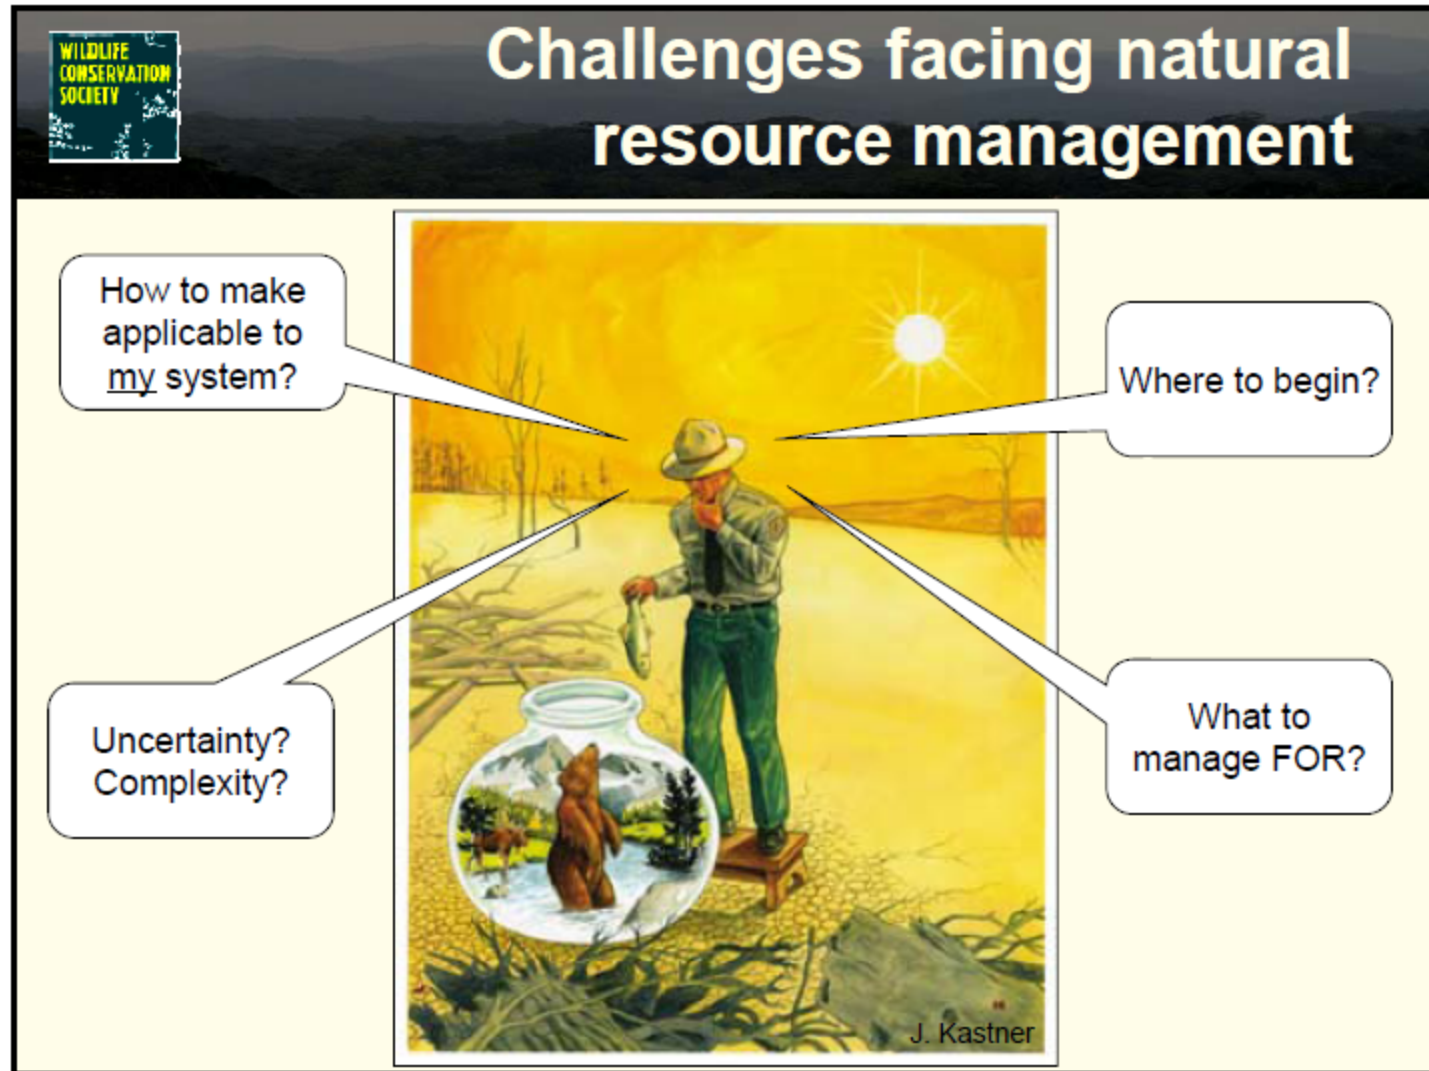 WILDLIFE
CONSERVATION
SOCIETY
Challenges facing natural
resource management
How to make
applicable to
my system?
Where to begin?
Uncertainty?
Complexity?
What to
manage FOR?
J. Kastner